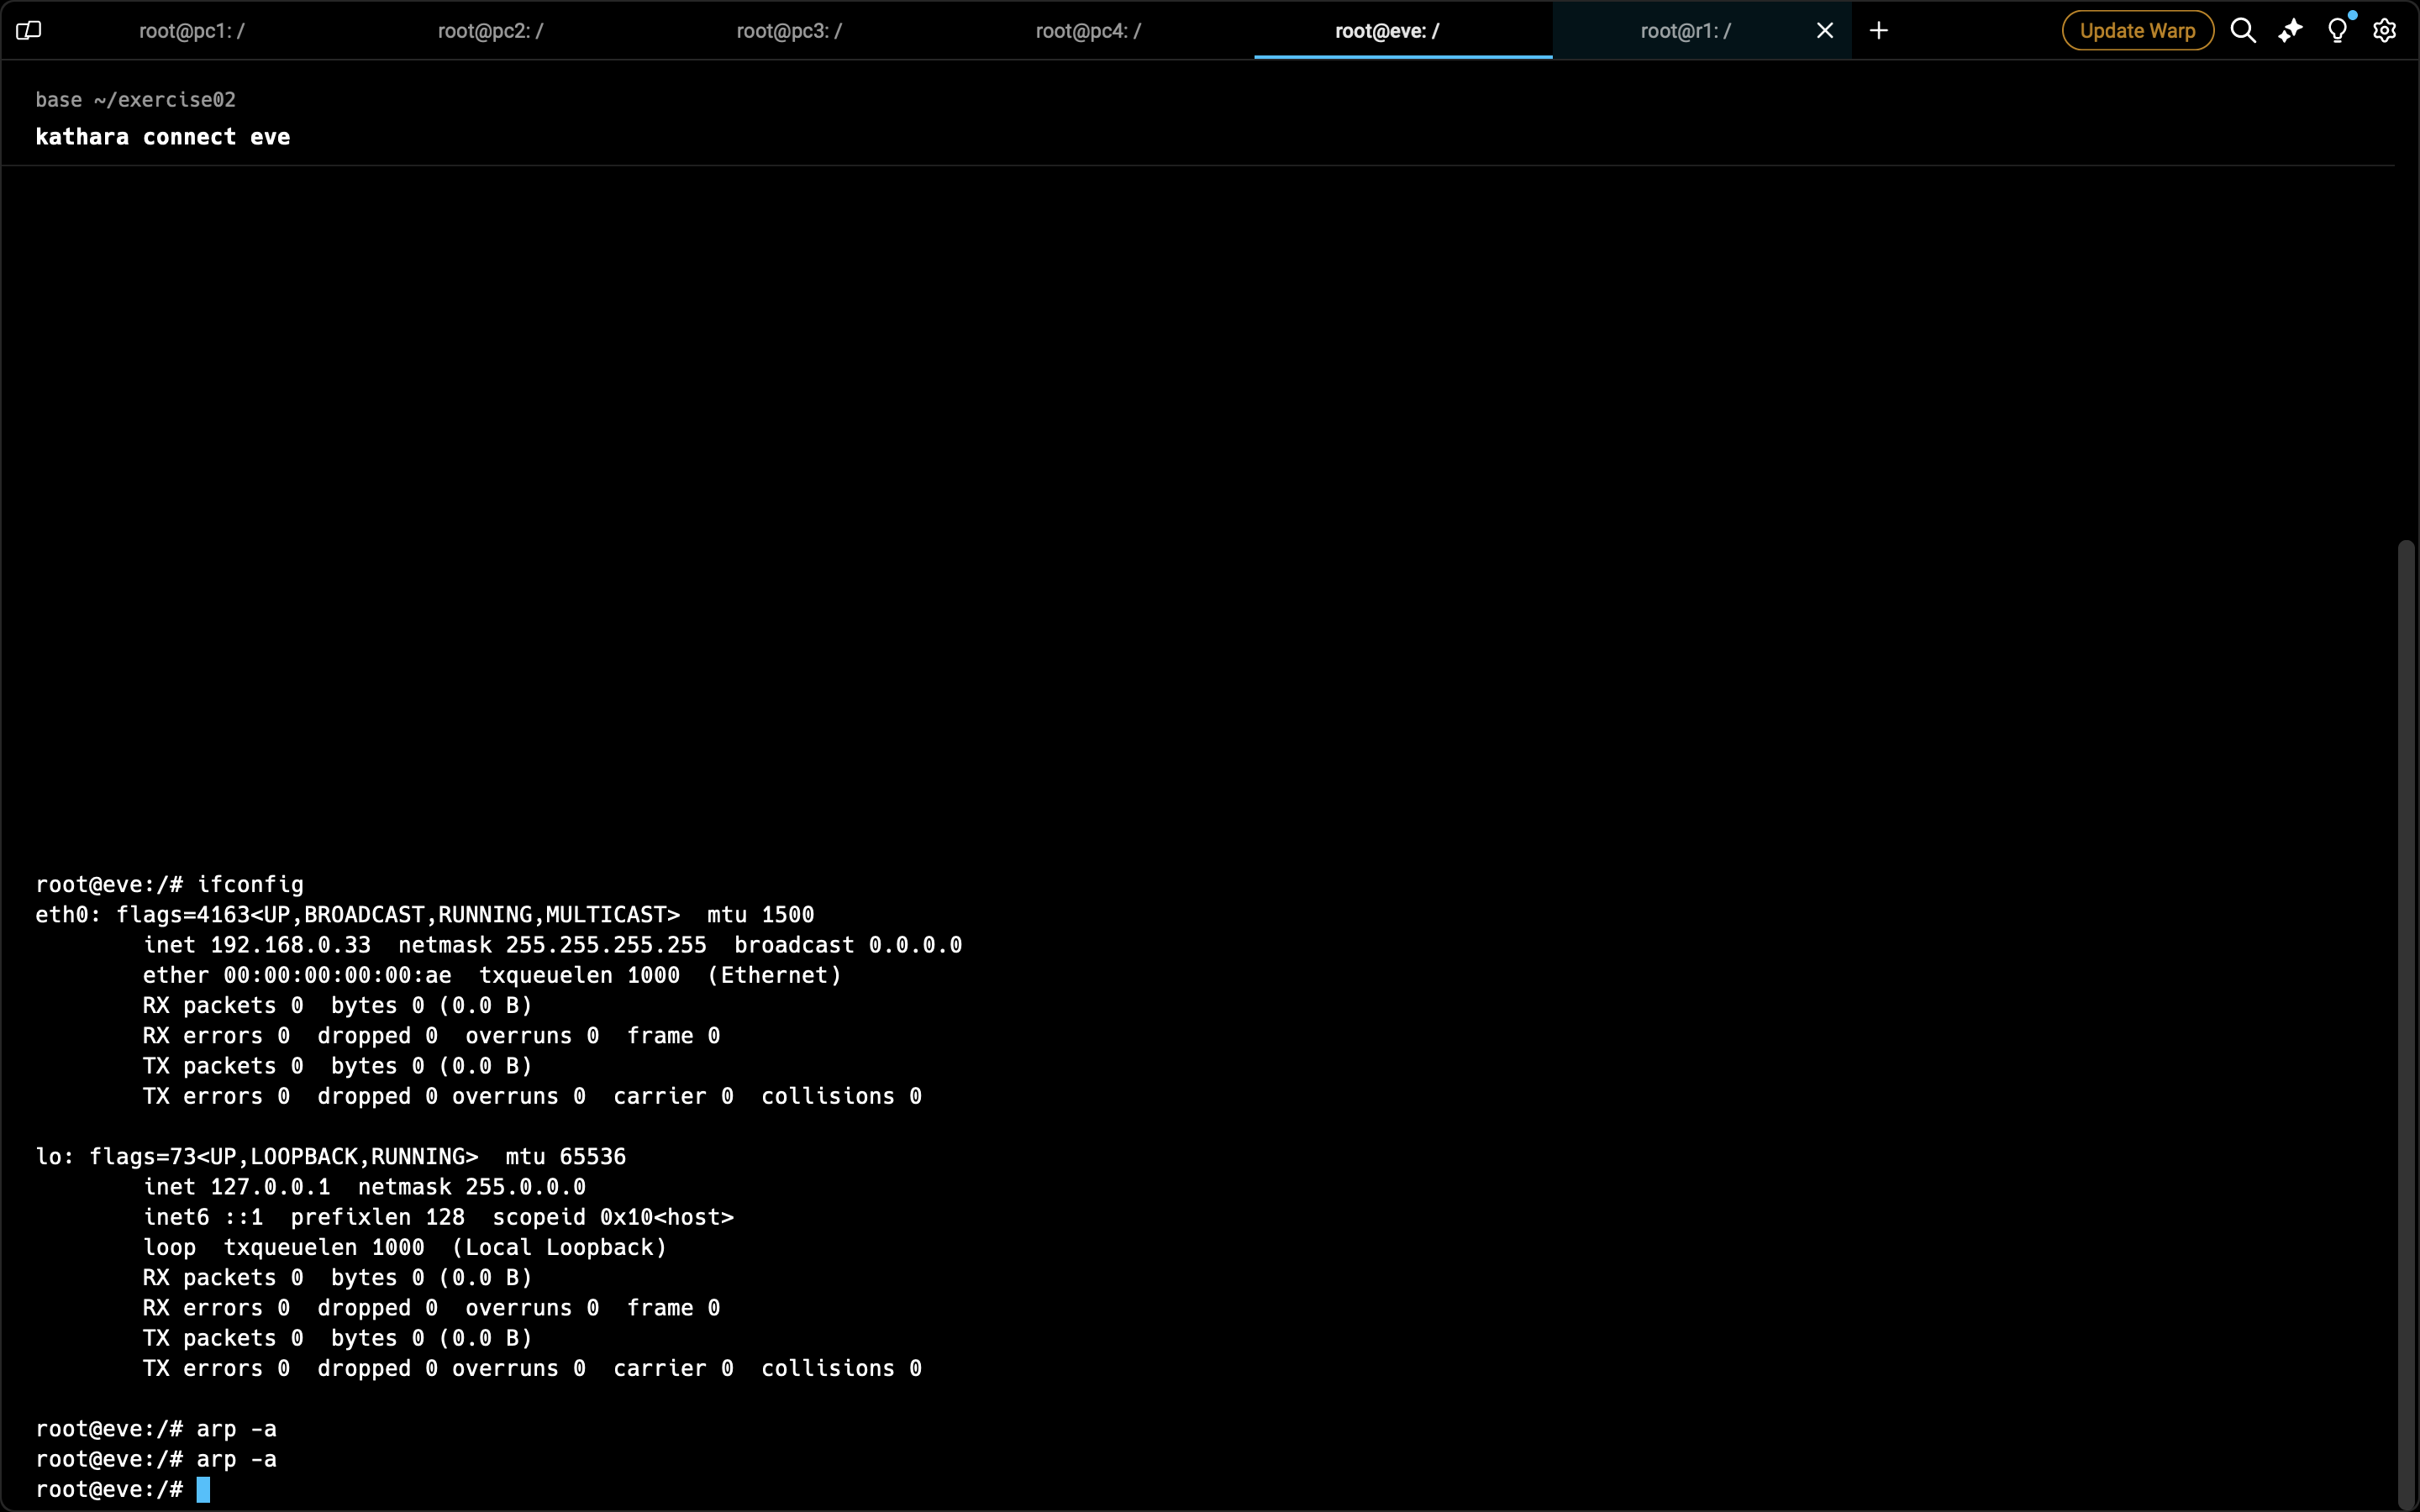 root@pc1: /
root@pc2: /
root@pc3: /
root@pc4: /
root@eve: /
root@r1: /
Update Warp
base ~/exercise02
kathara connect eve
root@eve:/# ifconfig
eth0: flags=4163<UP,BROADCAST,RUNNING,MULTICAST>  mtu 1500
        inet 192.168.0.33  netmask 255.255.255.255  broadcast 0.0.0.0
        ether 00:00:00:00:00:ae  txqueuelen 1000  (Ethernet)
        RX packets 0  bytes 0 (0.0 B)
        RX errors 0  dropped 0  overruns 0  frame 0
        TX packets 0  bytes 0 (0.0 B)
        TX errors 0  dropped 0 overruns 0  carrier 0  collisions 0
lo: flags=73<UP,LOOPBACK,RUNNING>  mtu 65536
        inet 127.0.0.1  netmask 255.0.0.0
        inet6 ::1  prefixlen 128  scopeid 0x10<host>
        loop  txqueuelen 1000  (Local Loopback)
        RX packets 0  bytes 0 (0.0 B)
        RX errors 0  dropped 0  overruns 0  frame 0
        TX packets 0  bytes 0 (0.0 B)
        TX errors 0  dropped 0 overruns 0  carrier 0  collisions 0
root@eve:/# arp -a
root@eve:/# arp -a
root@eve:/#